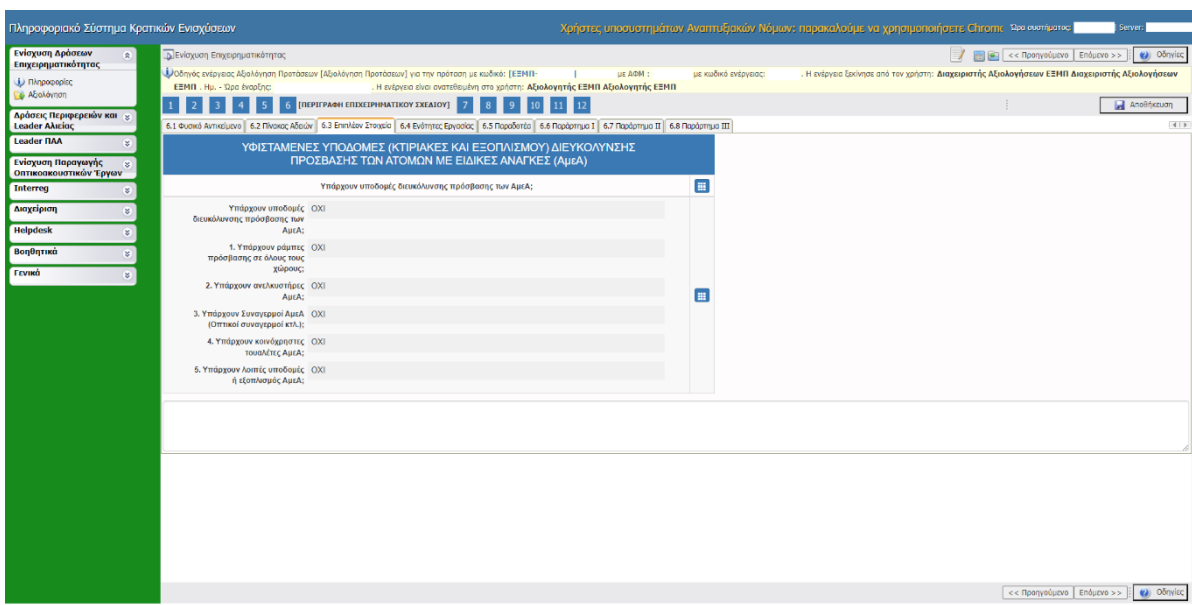 Πληροφοριακό Σύστημα Κρατικών Ενισχύσεων
Χρήστες υποσυστημάτων Αναπτυξιακών Νόμων: παρακαλούμε να χρησιμοποιήσετε Chrome
Ώρα συστήματος:
Server:
Ενίσχυση Δράσεων Επιχειρηματικότητας
Πληροφορίες
Αξιολόγηση
Δράσεις Περιφερειών και Leader Αλιείας
Leader ΠΑΑ
Ενίσχυση Παραγωγής Οπτικοακουστικών Έργων
Interreg
Διαχείριση
Helpdesk
Βοηθητικά
Γενικά
Ενίσχυση Επιχειρηματικότητας
<< Προηγούμενο Επόμενο >> Οδηγίες
Οδηγός ενέργειας Αξιολόγηση Προτάσεων [Αξιολόγηση Προτάσεων] για την πρόταση με κωδικό: [ΕΞΜΠ- | με ΑΦΜ : με κωδικό ενέργειας: . Η ενέργεια ξεκίνησε από τον χρήστη: Διαχειριστής Αξιολογήσεων ΕΞΜΠ Διαχειριστής Αξιολογήσεων
ΕΞΜΠ . Ημ. - Ώρα έναρξης: . Η ενέργεια είναι ανατεθειμένη στο χρήστη: Αξιολογητής ΕΞΜΠ Αξιολογητής ΕΞΜΠ
1 2 3 4 5 6 [ΠΕΡΙΓΡΑΦΗ ΕΠΙΧΕΙΡΗΜΑΤΙΚΟΥ ΣΧΕΔΙΟΥ] 7 8 9 10 11 12
Αποθήκευση
6.1 Φυσικό Αντικείμενο 6.2 Πίνακας Αδειών 6.3 Επιπλέον Στοιχεία 6.4 Ενότητες Εργασίας 6.5 Παραδοτέα 6.6 Παράρτημα I 6.7 Παράρτημα II 6.8 Παράρτημα III
ΥΦΙΣΤΑΜΕΝΕΣ ΥΠΟΔΟΜΕΣ (ΚΤΙΡΙΑΚΕΣ ΚΑΙ ΕΞΟΠΛΙΣΜΟΥ) ΔΙΕΥΚΟΛΥΝΣΗΣ
ΠΡΟΣΒΑΣΗΣ ΤΩΝ ΑΤΟΜΩΝ ΜΕ ΕΙΔΙΚΕΣ ΑΝΑΓΚΕΣ (ΑμεΑ)
Υπάρχουν υποδομές διευκόλυνσης πρόσβασης των ΑμεΑ;
Υπάρχουν υποδομές ΟΧΙ
διευκόλυνσης πρόσβασης των
ΑμεΑ;
1. Υπάρχουν ράμπες ΟΧΙ
πρόσβασης σε όλους τους
χώρους;
2. Υπάρχουν ανελκυστήρες ΟΧΙ
ΑμεΑ;
3. Υπάρχουν Συναγερμοί ΑμεΑ ΟΧΙ
(Οπτικοί συναγερμοί κτλ.);
4. Υπάρχουν κοινόχρηστες ΟΧΙ
τουαλέτες ΑμεΑ;
5. Υπάρχουν λοιπές υποδομές ΟΧΙ
ή εξοπλισμός ΑμεΑ;
<< Προηγούμενο Επόμενο >> Οδηγίες